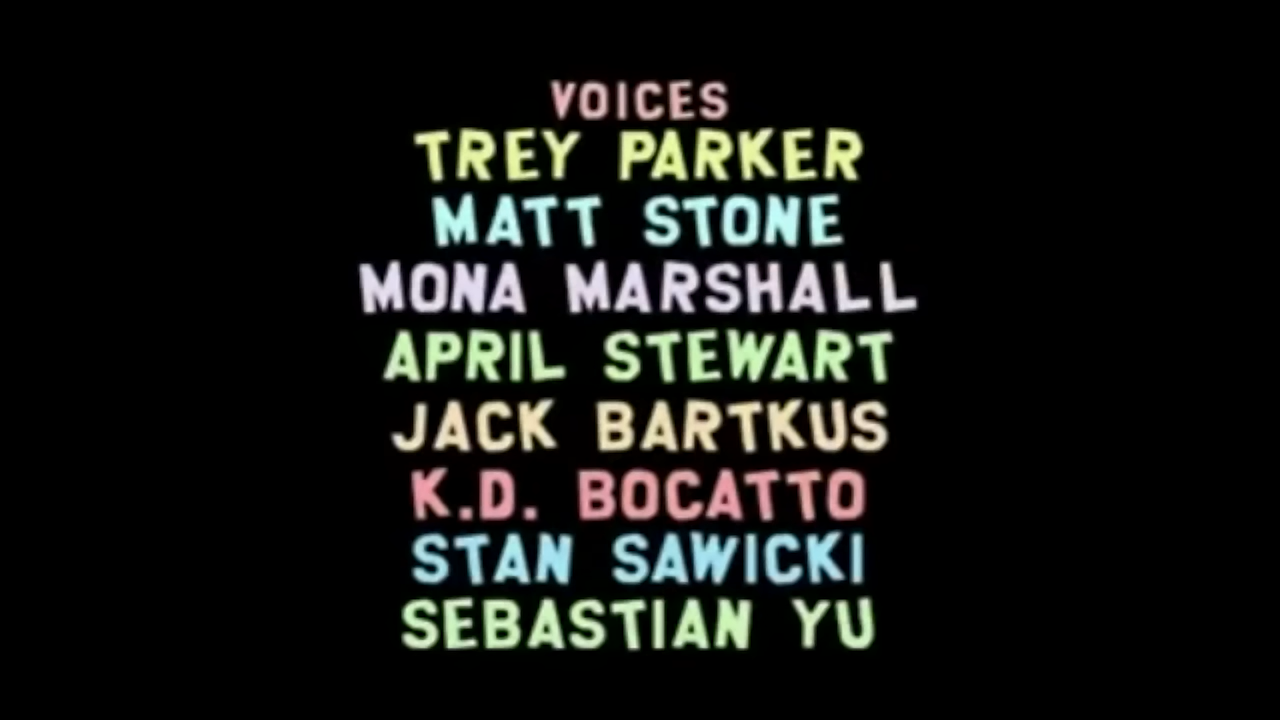 VOICES
TREY PARKER
MATT STONE
MONA MARSHALL
APRIL STEWART
JACK BARTKUS
K.D. BOCATTO
STAN SAWICKI
SEBASTIAN YU